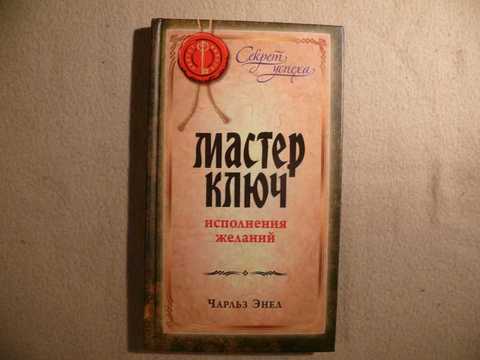 Секрет
успеха
Мастер
ключ
исполнения
желаний
Чарльз Энел